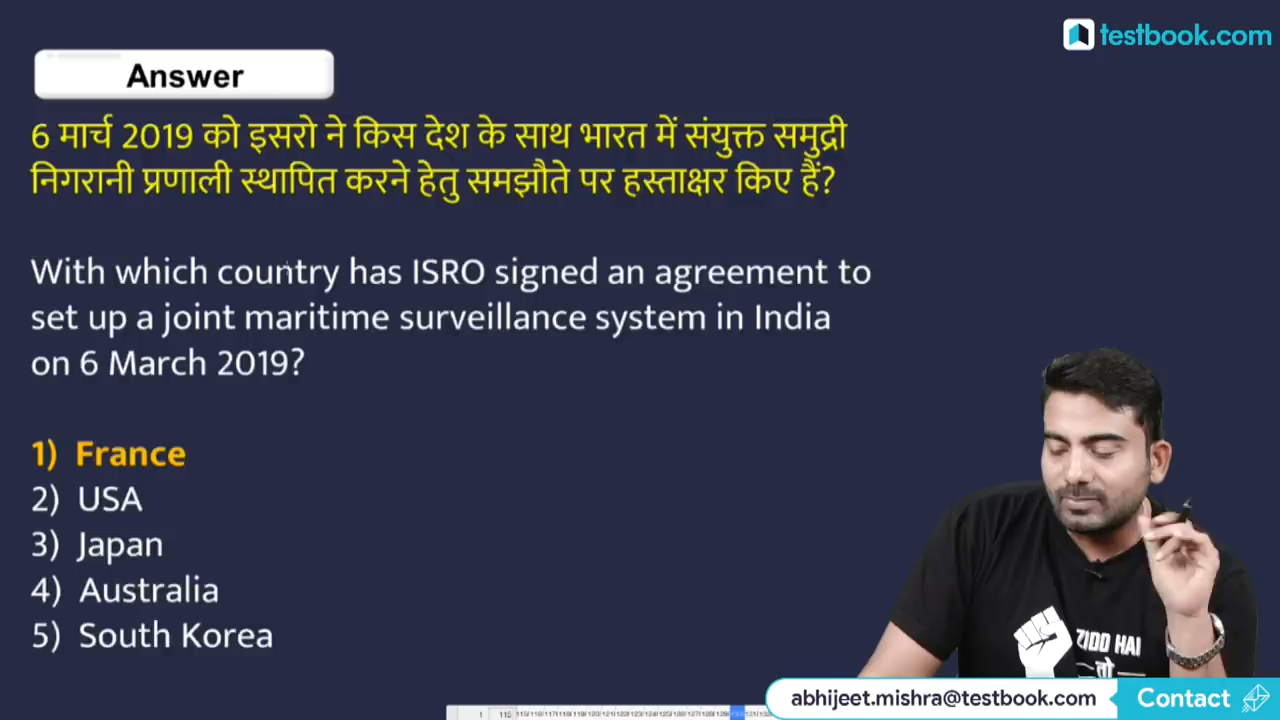 testbook.com
Answer
6 मार्च 2019 को इसरो ने किस देश के साथ भारत में संयुक्त समुद्री
निगरानी प्रणाली स्थापित करने हेतु समझौते पर हस्ताक्षर किए हैं?
With which country has ISRO signed an agreement to
set up a joint maritime surveillance system in India
on 6 March 2019?
1) France
2) USA
3) Japan
4) Australia
5) South Korea
ZIDD HAI
तो
abhijeet.mishra@testbook.com Contact